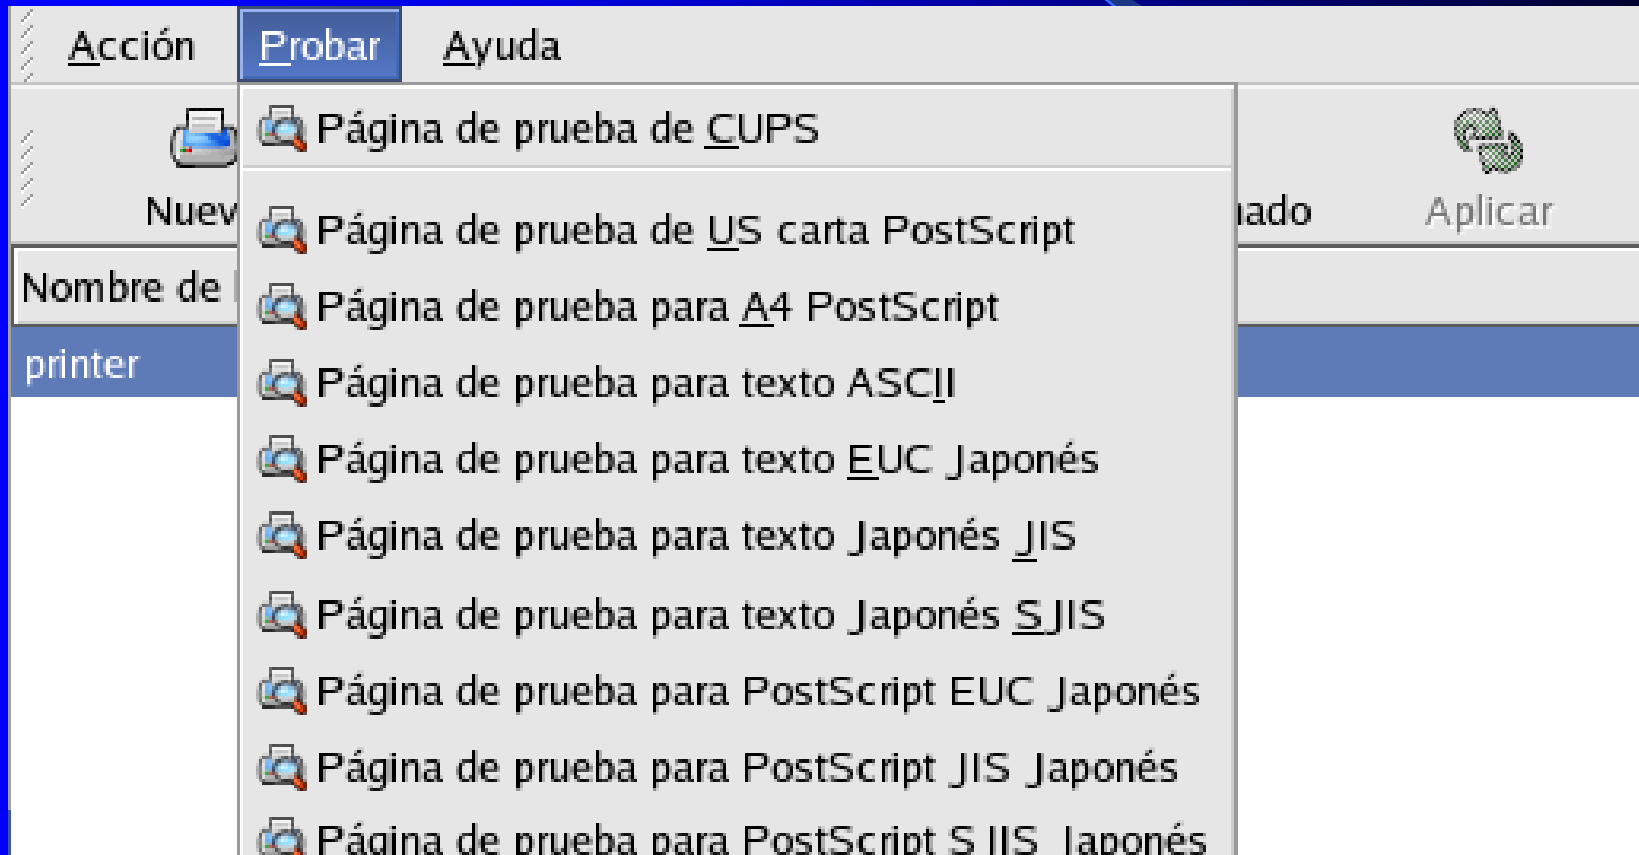 Acción Probar Ayuda
Página de prueba de CUPS
Nuev
nado Aplicar
Página de prueba de US carta PostScript
Nombre de
Página de prueba para A4 PostScript
printer
Página de prueba para texto ASCII
Página de prueba para texto EUC Japonés
Página de prueba para texto Japonés JIS
Página de prueba para texto Japonés SJIS
Página de prueba para PostScript EUC Japonés
Página de prueba para PostScript JIS Japonés
Página de prueba para PostScript SJIS Japonés